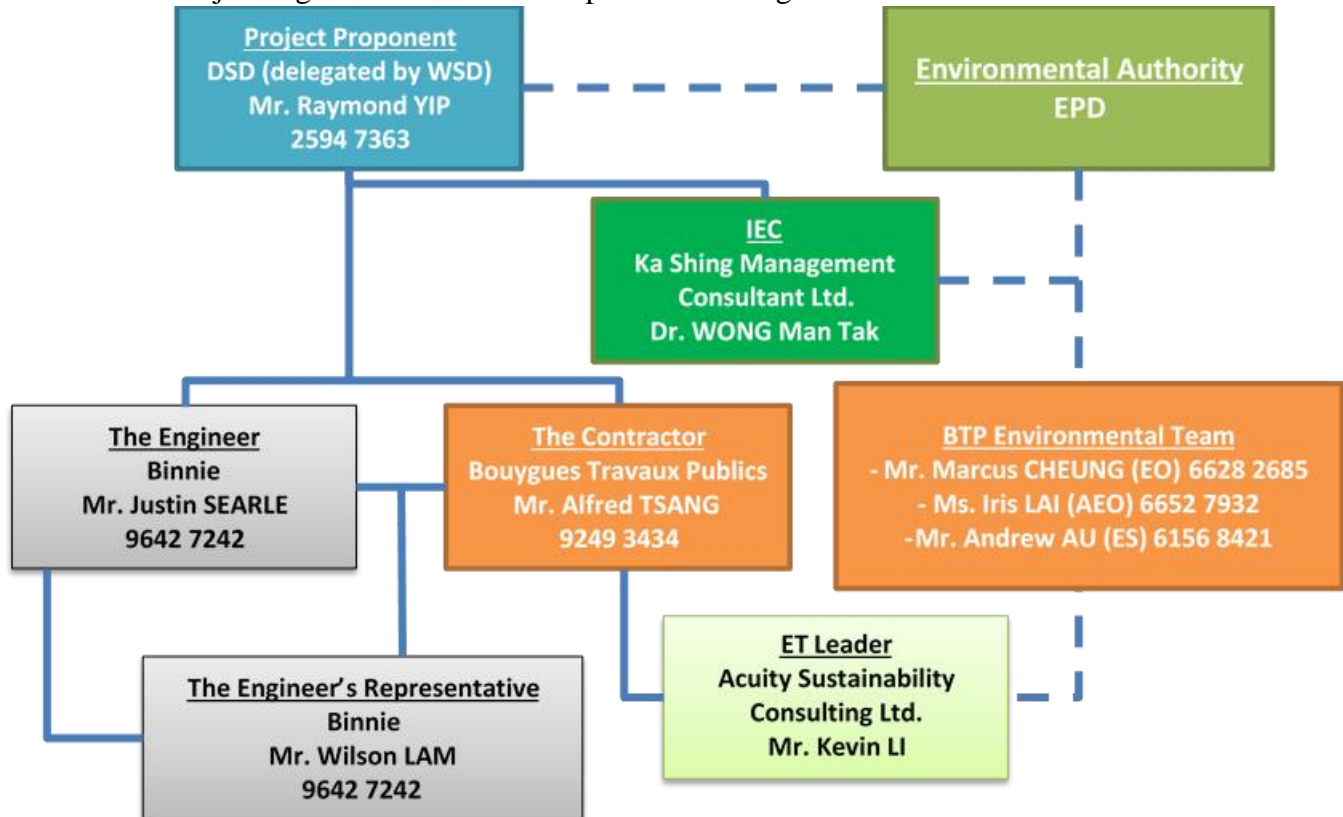 Project Proponent
DSD (delegated by WSD)
Mr. Raymond YIP
2594 7363
Environmental Authority
EPD
IEC
Ka Shing Management
Consultant Ltd.
Dr. WONG Man Tak
The Engineer
Binnie
Mr. Justin SEARLE
9642 7242
The Contractor
Bouygues Travaux Publics
Mr. Alfred TSANG
9249 3434
BTP Environmental Team
- Mr. Marcus CHEUNG (EO) 6628 2685
- Ms. Iris LAI (AEO) 6652 7932
-Mr. Andrew AU (ES) 6156 8421
The Engineer's Representative
Binnie
Mr. Wilson LAM
9642 7242
ET Leader
Acuity Sustainability
Consulting Ltd.
Mr. Kevin LI